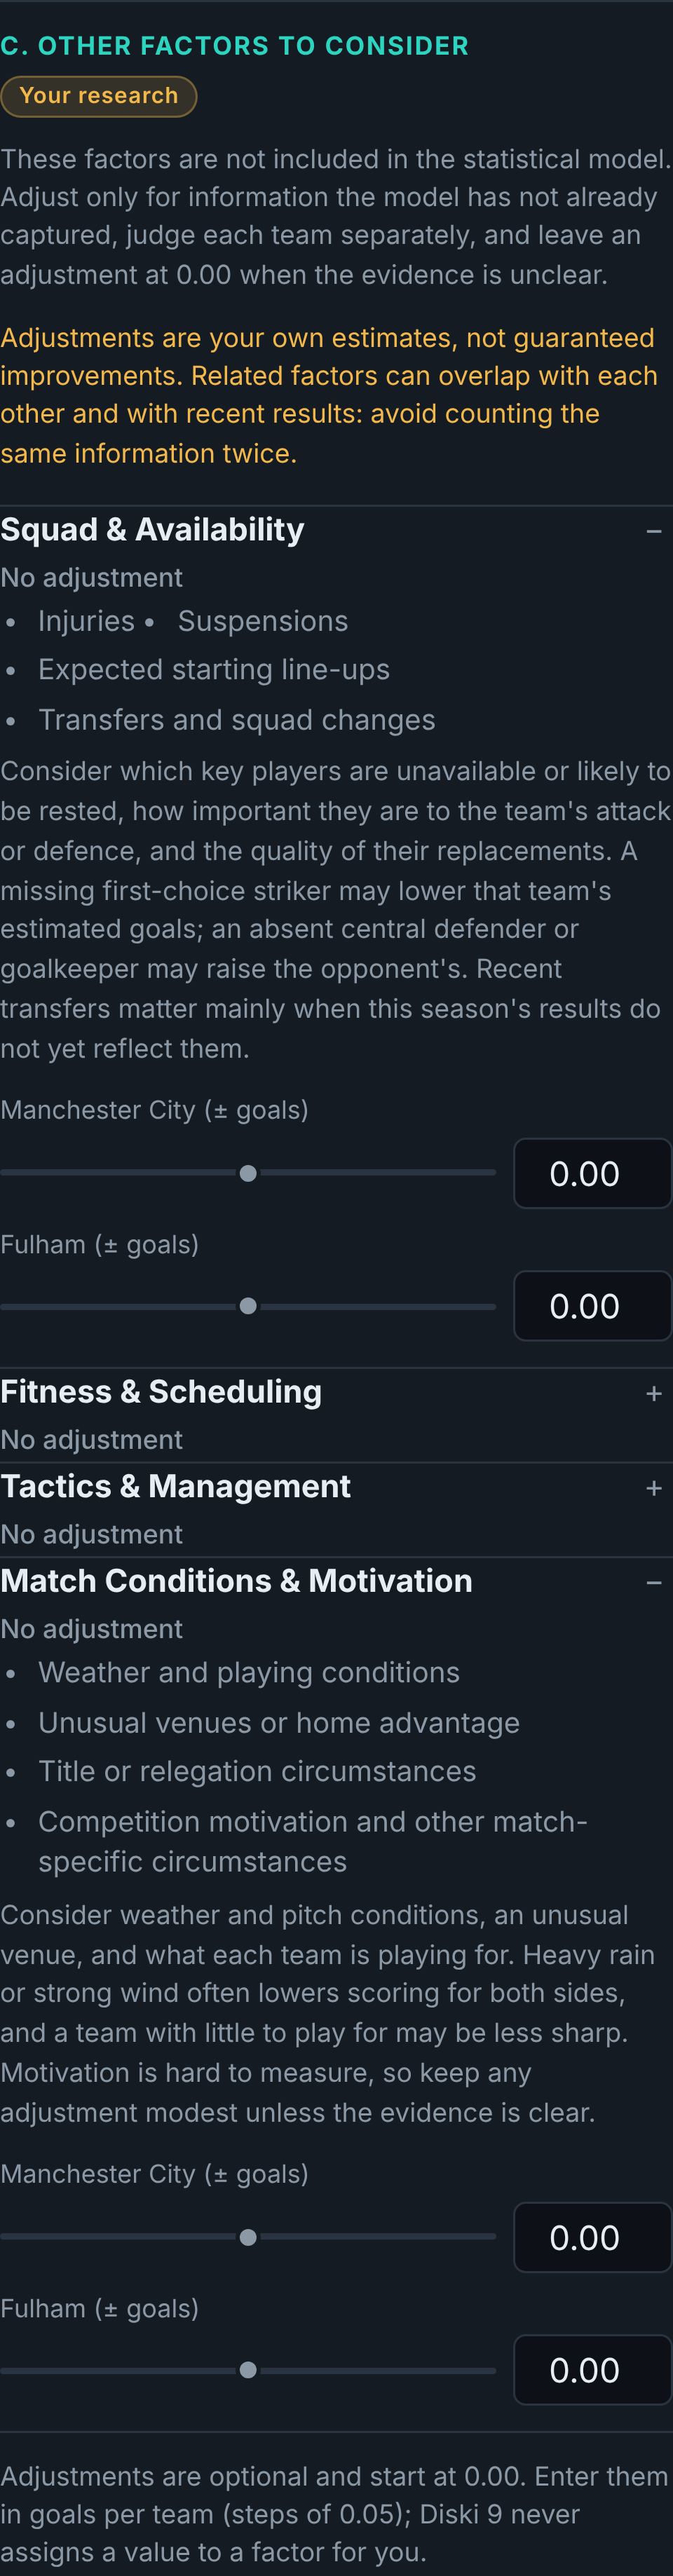 C. OTHER FACTORS TO CONSIDER
Your research
These factors are not included in the statistical model.
Adjust only for information the model has not already
captured, judge each team separately, and leave an
adjustment at 0.00 when the evidence is unclear.
Adjustments are your own estimates, not guaranteed
improvements. Related factors can overlap with each
other and with recent results: avoid counting the
same information twice.
Squad & Availability −
No adjustment
• Injuries • Suspensions
• Expected starting line-ups
• Transfers and squad changes
Consider which key players are unavailable or likely to
be rested, how important they are to the team's attack
or defence, and the quality of their replacements. A
missing first-choice striker may lower that team's
estimated goals; an absent central defender or
goalkeeper may raise the opponent's. Recent
transfers matter mainly when this season's results do
not yet reflect them.
Manchester City (± goals)
0.00
Fulham (± goals)
0.00
Fitness & Scheduling +
No adjustment
Tactics & Management +
No adjustment
Match Conditions & Motivation −
No adjustment
• Weather and playing conditions
• Unusual venues or home advantage
• Title or relegation circumstances
• Competition motivation and other match-
specific circumstances
Consider weather and pitch conditions, an unusual
venue, and what each team is playing for. Heavy rain
or strong wind often lowers scoring for both sides,
and a team with little to play for may be less sharp.
Motivation is hard to measure, so keep any
adjustment modest unless the evidence is clear.
Manchester City (± goals)
0.00
Fulham (± goals)
0.00
Adjustments are optional and start at 0.00. Enter them
in goals per team (steps of 0.05); Diski 9 never
assigns a value to a factor for you.